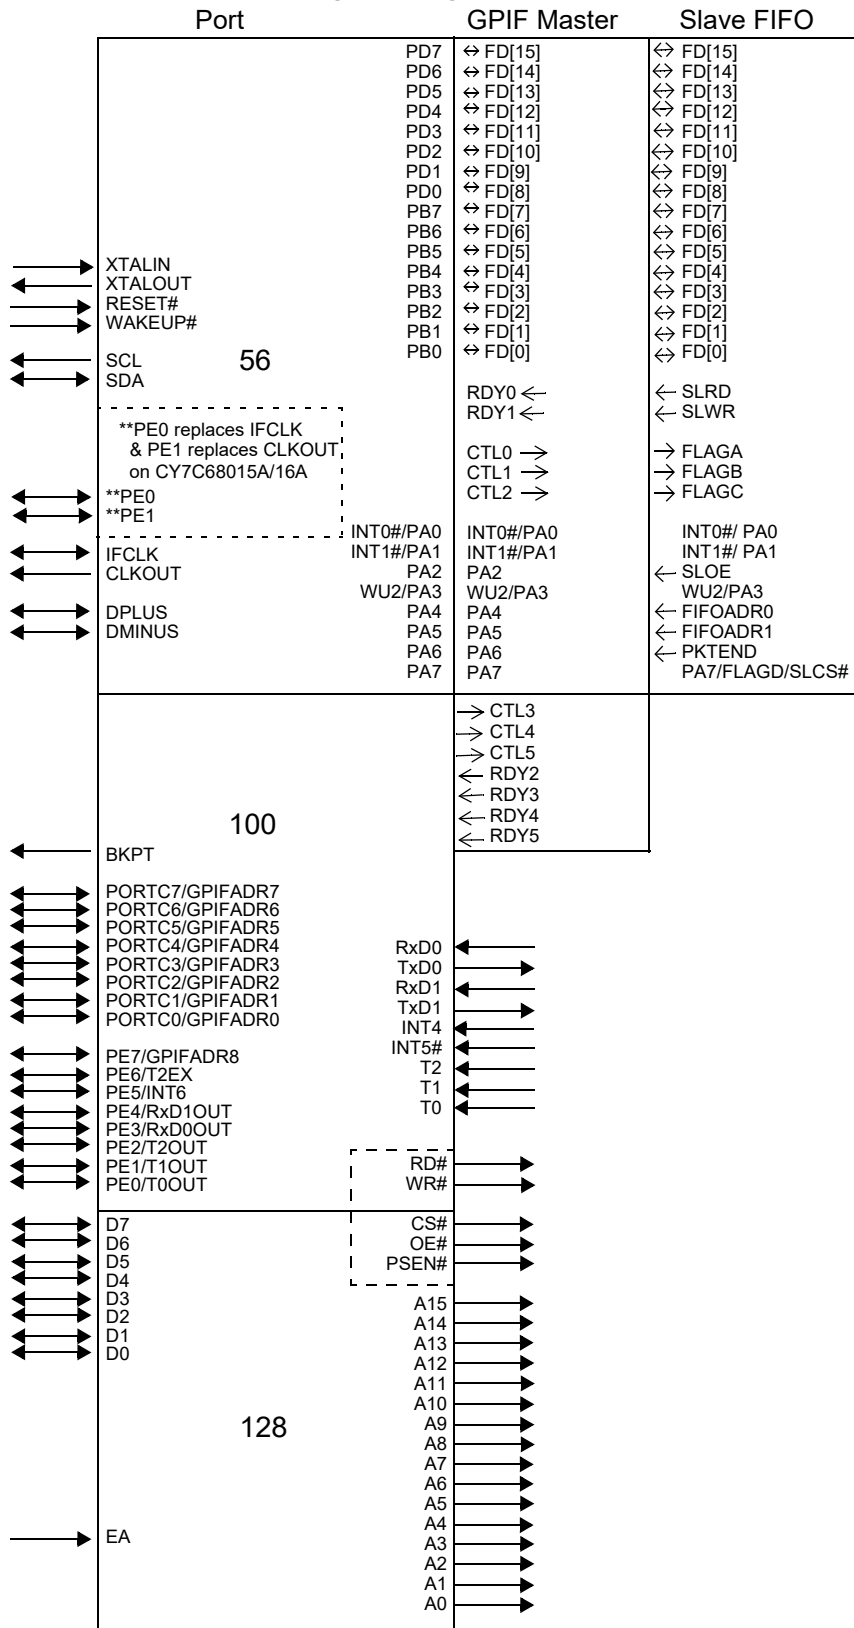 Port GPIF Master Slave FIFO
PD7 FD[15] FD[15]
PD6 FD[14] FD[14]
PD5 FD[13] FD[13]
PD4 FD[12] FD[12]
PD3 FD[11] FD[11]
PD2 FD[10] FD[10]
PD1 FD[9] FD[9]
PD0 FD[8] FD[8]
PB7 FD[7] FD[7]
PB6 FD[6] FD[6]
PB5 FD[5] FD[5]
PB4 FD[4] FD[4]
PB3 FD[3] FD[3]
PB2 FD[2] FD[2]
PB1 FD[1] FD[1]
PB0 FD[0] FD[0]
XTALIN
XTALOUT
RESET#
WAKEUP#
SCL
SDA
56
RDY0 SLRD
RDY1 SLWR
CTL0 FLAGA
CTL1 FLAGB
CTL2 FLAGC
**PE0 replaces IFCLK
& PE1 replaces CLKOUT
on CY7C68015A/16A
**PE0
**PE1
IFCLK
CLKOUT
DPLUS
DMINUS
INT0#/PA0 INT0#/PA0 INT0#/ PA0
INT1#/PA1 INT1#/PA1 INT1#/ PA1
PA2 PA2 SLOE
WU2/PA3 WU2/PA3 WU2/PA3
PA4 PA4 FIFOADR0
PA5 PA5 FIFOADR1
PA6 PA6 PKTEND
PA7 PA7 PA7/FLAGD/SLCS#
CTL3
CTL4
CTL5
RDY2
RDY3
RDY4
RDY5
100
BKPT
PORTC7/GPIFADR7
PORTC6/GPIFADR6
PORTC5/GPIFADR5
PORTC4/GPIFADR4
PORTC3/GPIFADR3
PORTC2/GPIFADR2
PORTC1/GPIFADR1
PORTC0/GPIFADR0
PE7/GPIFADR8
PE6/T2EX
PE5/INT6
PE4/RxD1OUT
PE3/RxD0OUT
PE2/T2OUT
PE1/T1OUT
PE0/T0OUT
RxD0
TxD0
RxD1
TxD1
INT4
INT5#
T2
T1
T0
RD#
WR#
CS#
OE#
PSEN#
D7
D6
D5
D4
D3
D2
D1
D0
128
EA
A15
A14
A13
A12
A11
A10
A9
A8
A7
A6
A5
A4
A3
A2
A1
A0